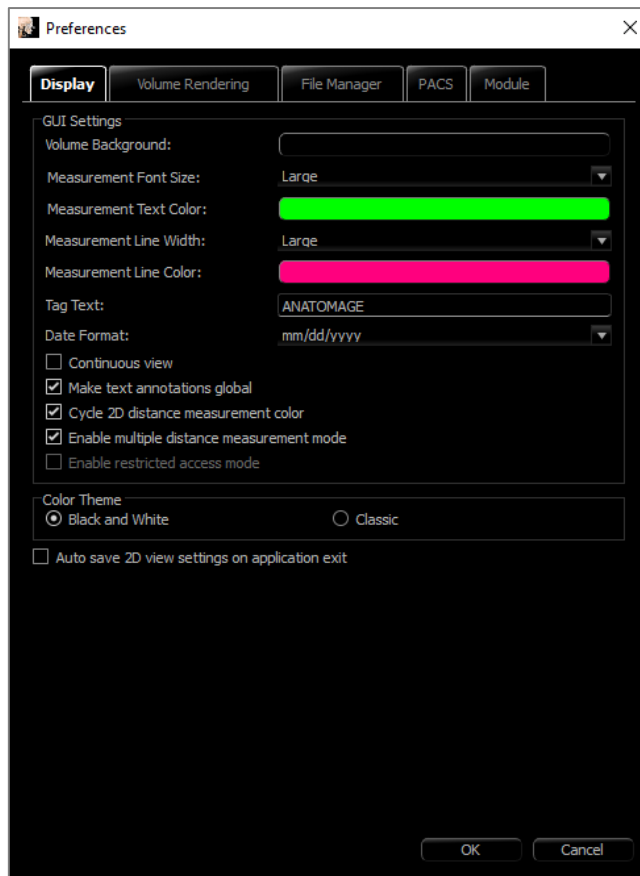 Preferences
Display Volume Rendering File Manager PACS Module
GUI Settings
Volume Background:
Measurement Font Size: Large
Measurement Text Color:
Measurement Line Width: Large
Measurement Line Color:
Tag Text: ANATOMAGE
Date Format: mm/dd/yyyy
Continuous view
Make text annotations global
Cycle 2D distance measurement color
Enable multiple distance measurement mode
Enable restricted access mode
Color Theme
Black and White Classic
Auto save 2D view settings on application exit
OK Cancel